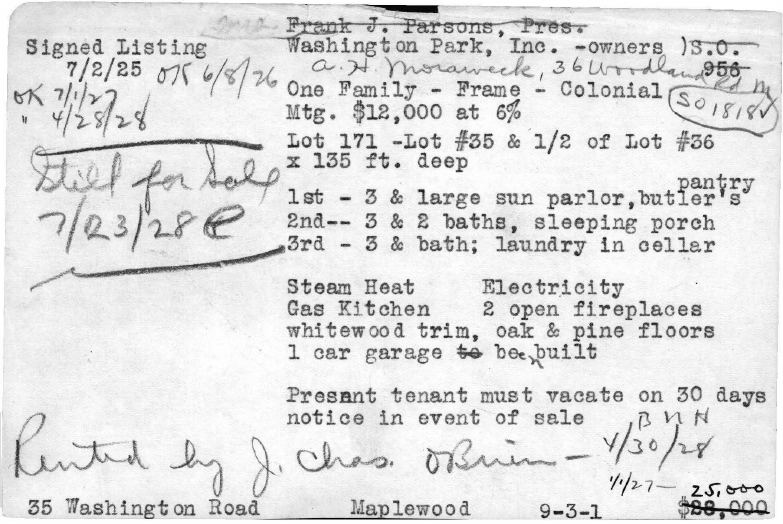 Frank J. Parsons, Pres.
Signed Listing
Washington Park, Inc. -owners )S.O.
7/2/25 OK 6/8/26
A. H. Moraweck, 36 Woodland Rd
956
OK 7/1/27
One Family - Frame - Colonial
SO 1818
" 4/28/28
Mtg. $12,000 at 6%
Lot 171 -Lot #35 & 1/2 of Lot #36
x 135 ft. deep
Still for Sale
7/23/28
pantry
1st - 3 & large sun parlor,butler's
2nd-- 3 & 2 baths, sleeping porch
3rd - 3 & bath; laundry in cellar
Steam Heat Electricity
Gas Kitchen 2 open fireplaces
whitewood trim, oak & pine floors
1 car garage to been built
Present tenant must vacate on 30 days
notice in event of sale
BNH
Rented by J. Chas. O'Brien - 4/30/28
1/1/27- 25,000
35 Washington Road Maplewood 9-3-1 $28,000